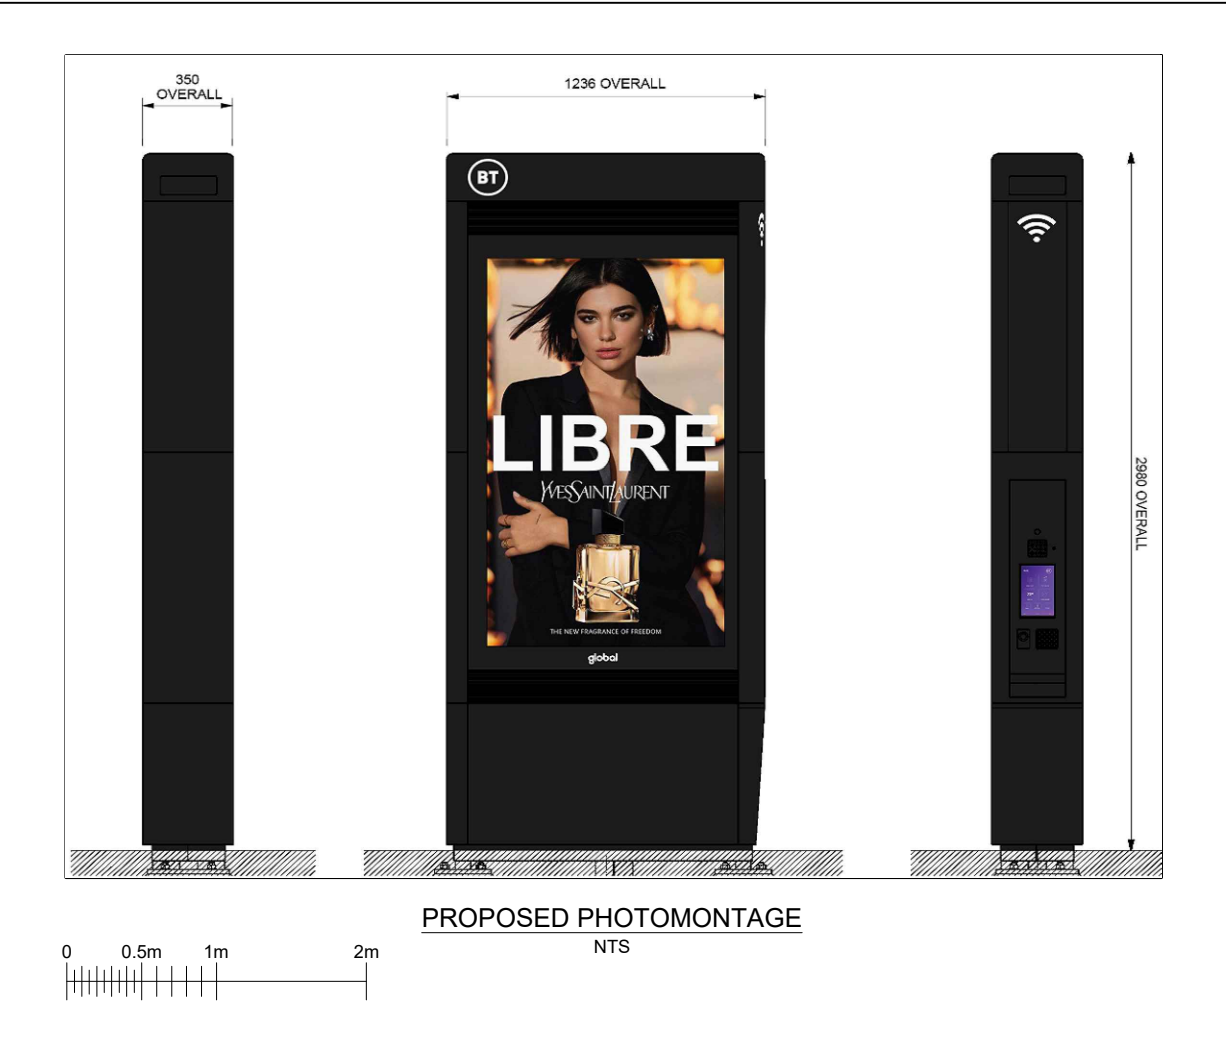 350
OVERALL
1236 OVERALL
BT
LIBRE
YVESSAINTLAURENT
THE NEW FRAGRANCE OF FREEDOM
global
2980 OVERALL
PROPOSED PHOTOMONTAGE
NTS
0 0.5m 1m 2m